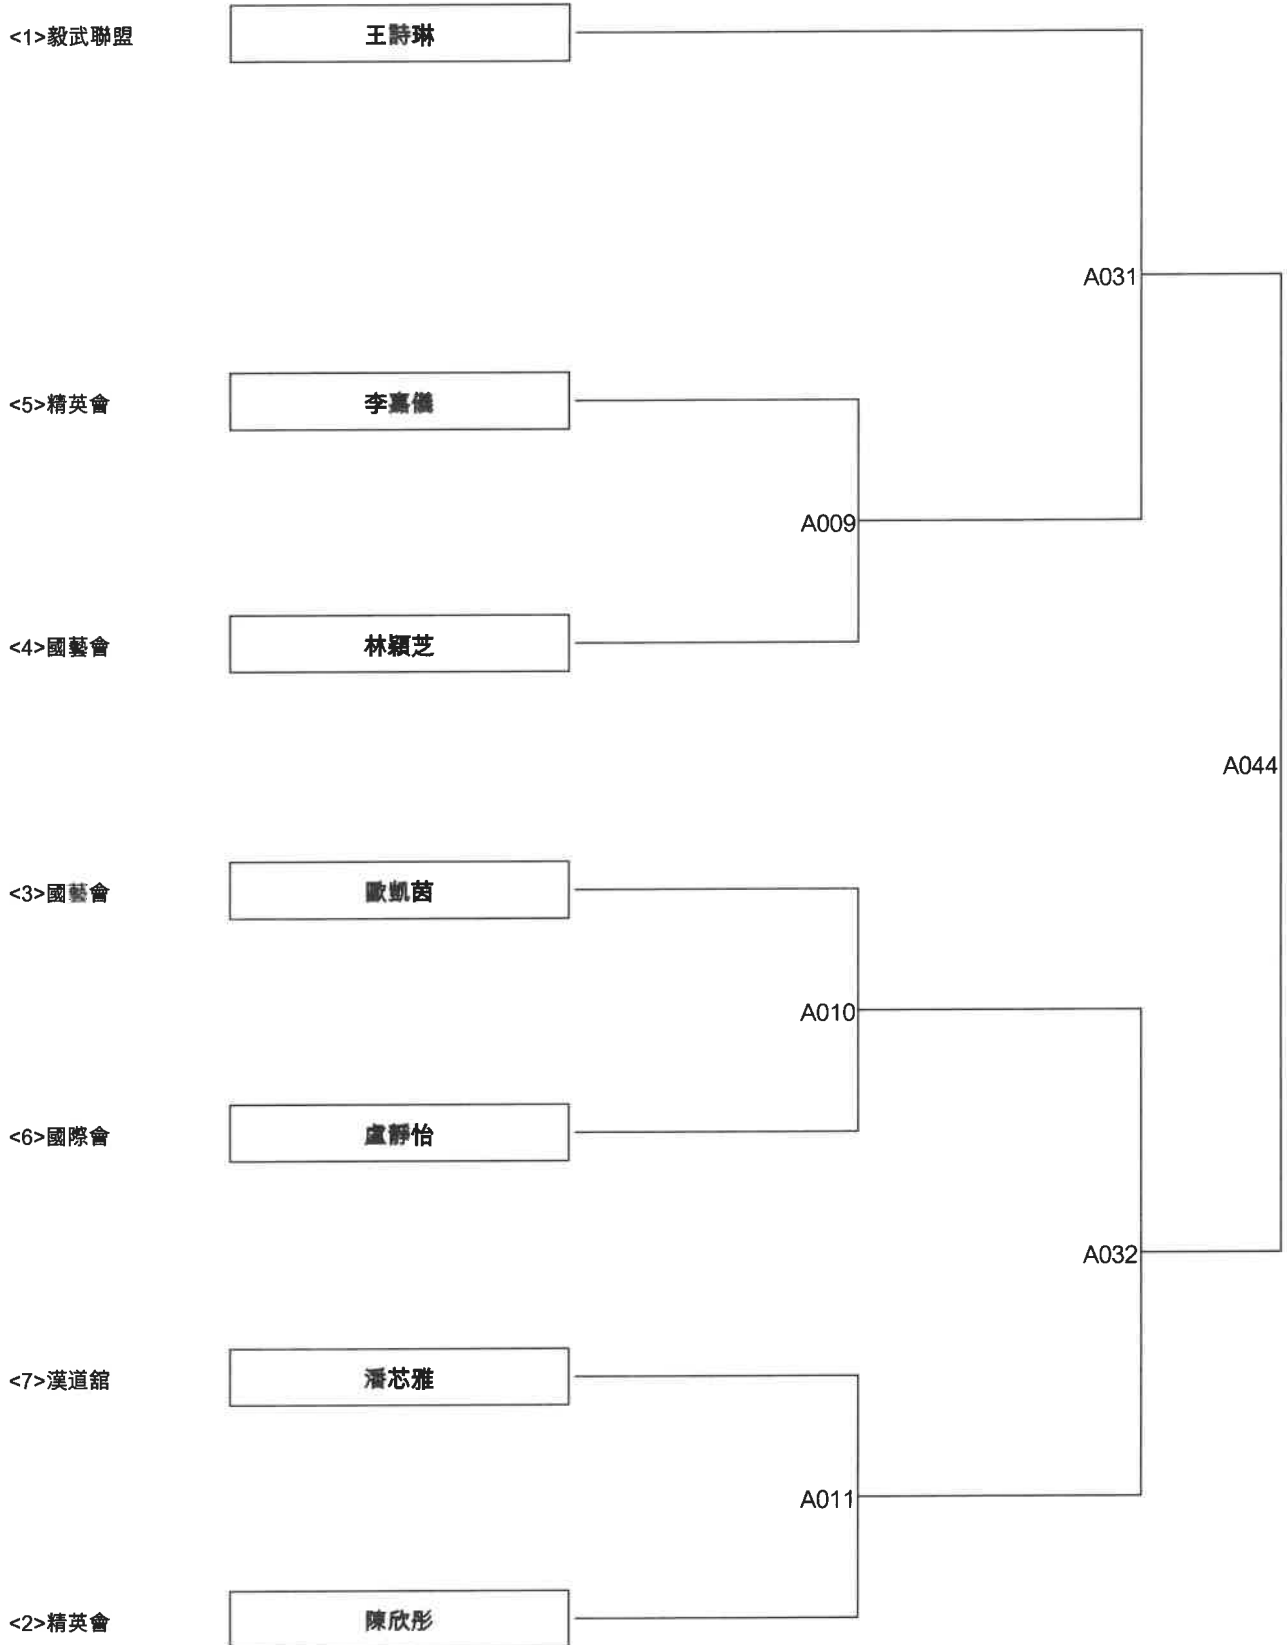 <1>毅武聯盟 王詩琳
A031
<5>精英會 李嘉儀
A009
<4>國藝會 林穎芝
A044
<3>國藝會 歐凱茵
A010
<6>國際會 盧靜怡
A032
<7>漢道舘 潘芯雅
A011
<2>精英會 陳欣彤